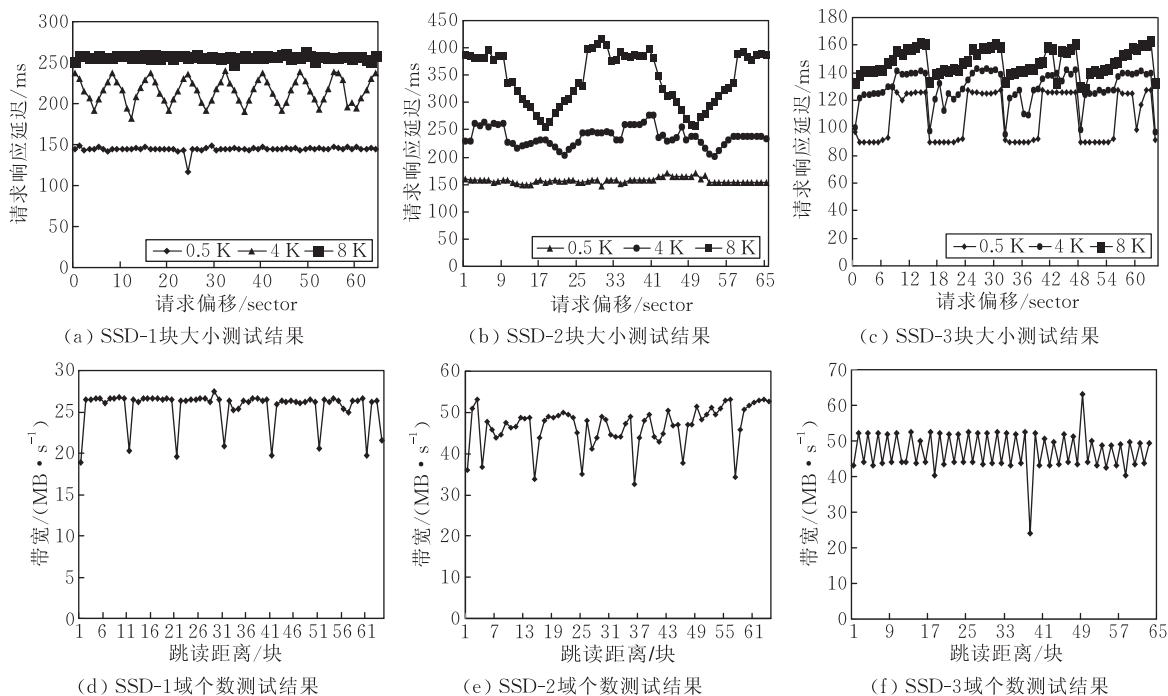 300
250
200
150
100
50
0
请求响应延迟/ms
0.5 K 4 K 8 K
0 10 20 30 40 50 60
请求偏移/sector
(a) SSD-1块大小测试结果
450
400
350
300
250
200
150
100
50
0
请求响应延迟/ms
0.5 K 4 K 8 K
1 9 17 25 33 41 49 57 65
请求偏移/sector
(b) SSD-2块大小测试结果
180
160
140
120
100
80
60
40
20
0
请求响应延迟/ms
0.5 K 4 K 8 K
0 6 12 18 24 30 36 42 48 54 60
请求偏移/sector
(c) SSD-3块大小测试结果
30
25
20
15
10
5
0
带宽/(MB·s⁻¹)
1 6 11 16 21 26 31 36 41 46 51 56 61
跳读距离/块
(d) SSD-1域个数测试结果
60
50
40
30
20
10
0
带宽/(MB·s⁻¹)
1 7 13 19 25 31 37 43 49 55 61
跳读距离/块
(e) SSD-2域个数测试结果
70
60
50
40
30
20
10
0
带宽/(MB·s⁻¹)
1 9 17 25 33 41 49 57 65
跳读距离/块
(f) SSD-3域个数测试结果